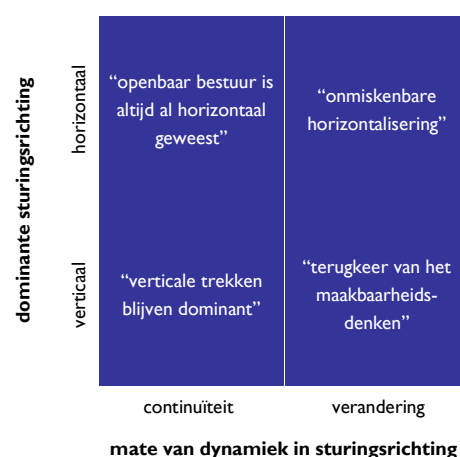 dominante sturingsrichting
horizontaal
"openbaar bestuur is
altijd al horizontaal
geweest"
"onmiskenbare
horizontalisering"
verticaal
"verticale trekken
blijven dominant"
"terugkeer van het
maakbaarheids-
denken"
continuïteit
verandering
mate van dynamiek in sturingsrichting